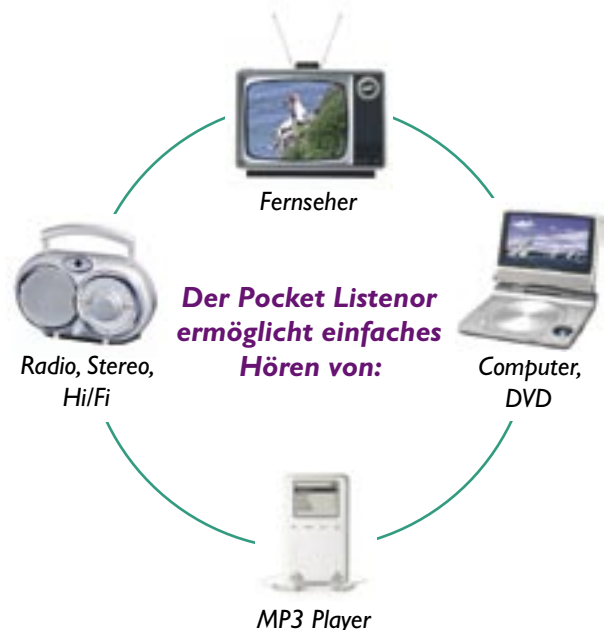 Fernseher
Der Pocket Listenor
ermöglicht einfaches
Hören von:
Radio, Stereo,
Hi/Fi
Computer,
DVD
MP3 Player